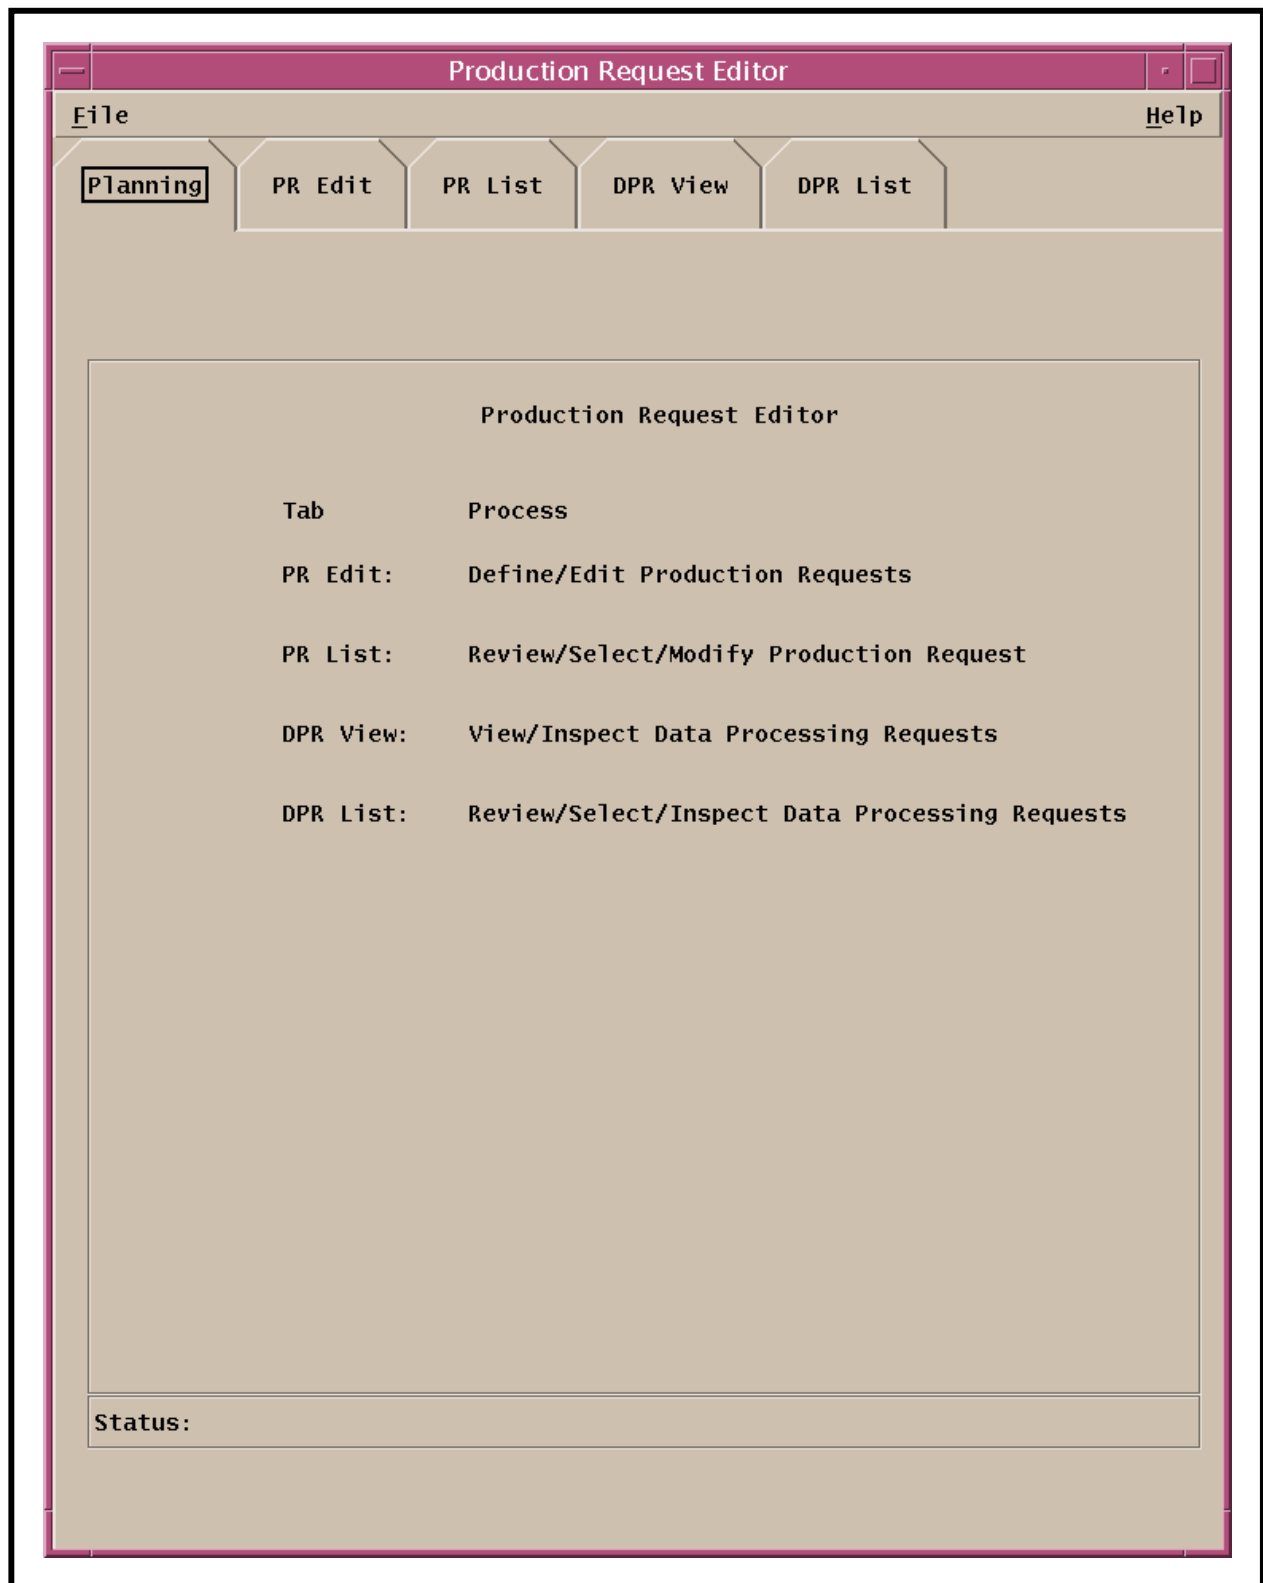 Production Request Editor
File Help
Planning PR Edit PR List DPR View DPR List
Production Request Editor
Tab Process
PR Edit: Define/Edit Production Requests
PR List: Review/Select/Modify Production Request
DPR View: View/Inspect Data Processing Requests
DPR List: Review/Select/Inspect Data Processing Requests
Status: